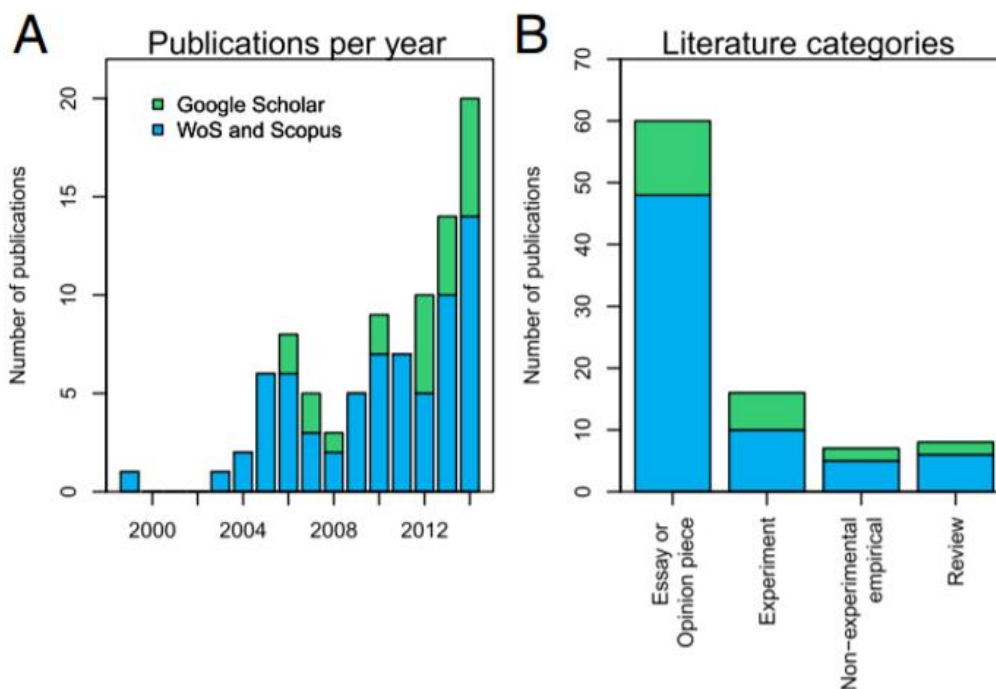 A
Publications per year
Google Scholar
WoS and Scopus
Number of publications
20
15
10
5
0
2000
2004
2008
2012
B
Literature categories
Number of publications
70
60
50
40
30
20
10
0
Essay or
Opinion piece
Experiment
Non-experimental
empirical
Review